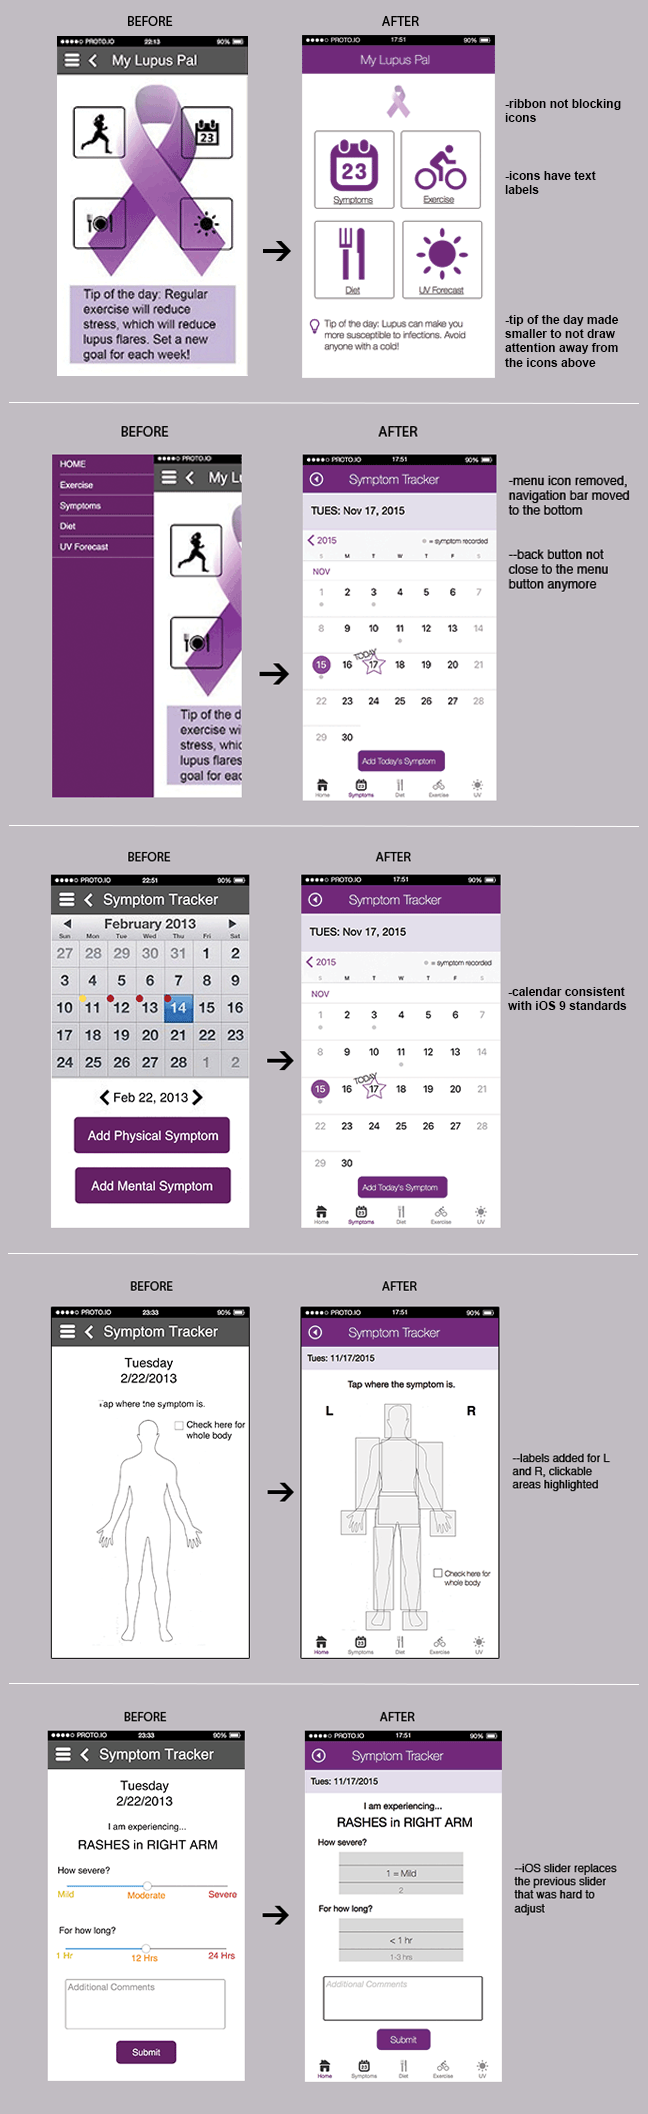 BEFORE
AFTER
PROTO.IO 22:13 90%
My Lupus Pal
Tip of the day: Regular
exercise will reduce
stress, which will reduce
lupus flares. Set a new
goal for each week!
PROTO.IO 17:51 90%
My Lupus Pal
23
Symptoms
Exercise
Diet
UV Forecast
Tip of the day: Lupus can make you
more susceptible to infections. Avoid
anyone with a cold!
-ribbon not blocking
icons
-icons have text
labels
-tip of the day made
smaller to not draw
attention away from
the icons above
BEFORE
AFTER
HOME
Exercise
Symptoms
Diet
UV Forecast
PROTO.IO
My Lu
Tip of the d
exercise wi
stress, whic
lupus flares
goal for eac
PROTO.IO 17:51 90%
Symptom Tracker
TUES: Nov 17, 2015
2015
= symptom recorded
S M T W T F S
NOV
1 2 3 4 5 6 7
8 9 10 11 12 13 14
TODAY
15 16 17 18 19 20 21
22 23 24 25 26 27 28
29 30
Add Today's Symptom
Home Symptoms Diet Exercise UV
-menu icon removed,
navigation bar moved
to the bottom
--back button not
close to the menu
button anymore
BEFORE
AFTER
PROTO.IO 22:51 90%
Symptom Tracker
February 2013
Sun Mon Tue Wed Thu Fri Sat
27 28 29 30 31 1 2
3 4 5 6 7 8 9
10 11 12 13 14 15 16
17 18 19 20 21 22 23
24 25 26 27 28 1 2
Feb 22, 2013
Add Physical Symptom
Add Mental Symptom
PROTO.IO 17:51 90%
Symptom Tracker
TUES: Nov 17, 2015
2015
= symptom recorded
S M T W T F S
NOV
1 2 3 4 5 6 7
8 9 10 11 12 13 14
TODAY
15 16 17 18 19 20 21
22 23 24 25 26 27 28
29 30
Add Today's Symptom
Home Symptoms Diet Exercise UV
-calendar consistent
with iOS 9 standards
BEFORE
AFTER
PROTO.IO 23:33 90%
Symptom Tracker
Tuesday
2/22/2013
Tap where the symptom is.
Check here for
whole body
PROTO.IO 17:51 90%
Symptom Tracker
Tues: 11/17/2015
Tap where the symptom is.
L R
Check here for
whole body
Home Symptoms Diet Exercise UV
--labels added for L
and R, clickable
areas highlighted
BEFORE
AFTER
PROTO.IO 23:33 90%
Symptom Tracker
Tuesday
2/22/2013
I am experiencing...
RASHES in RIGHT ARM
How severe?
Mild Moderate Severe
For how long?
1 Hr 12 Hrs 24 Hrs
Additional Comments
Submit
PROTO.IO 17:51 90%
Symptom Tracker
Tues: 11/17/2015
I am experiencing...
RASHES in RIGHT ARM
How severe?
1 = Mild
2
For how long?
< 1 hr
1-3 hrs
Additional Comments
Submit
Home Symptoms Diet Exercise UV
--iOS slider replaces
the previous slider
that was hard to
adjust